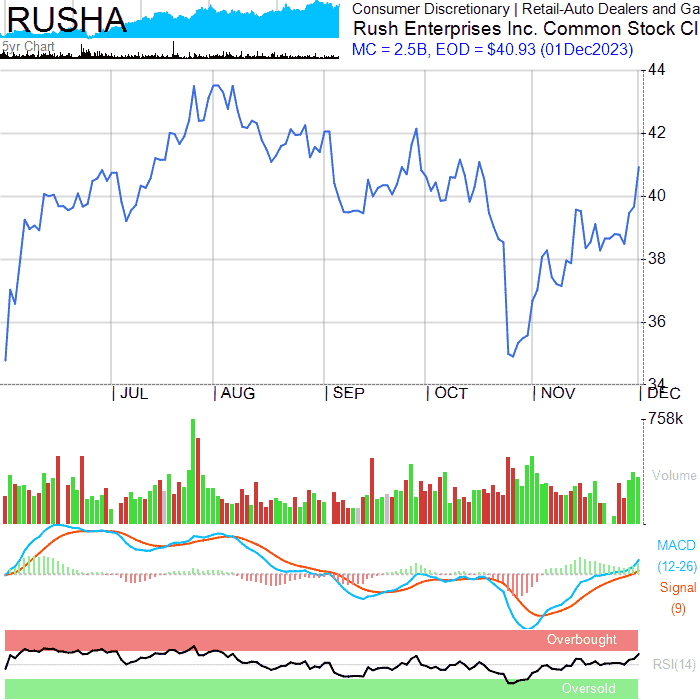 RUSHA
5yr Chart
Consumer Discretionary | Retail-Auto Dealers and Ga
Rush Enterprises Inc. Common Stock Cl
MC = 2.5B, EOD = $40.93 (01Dec2023)
44
42
40
38
36
34
| JUL | AUG | SEP | OCT | NOV | DEC
758k
Volume
MACD
(12-26)
Signal
(9)
Overbought
RSI(14)
Oversold